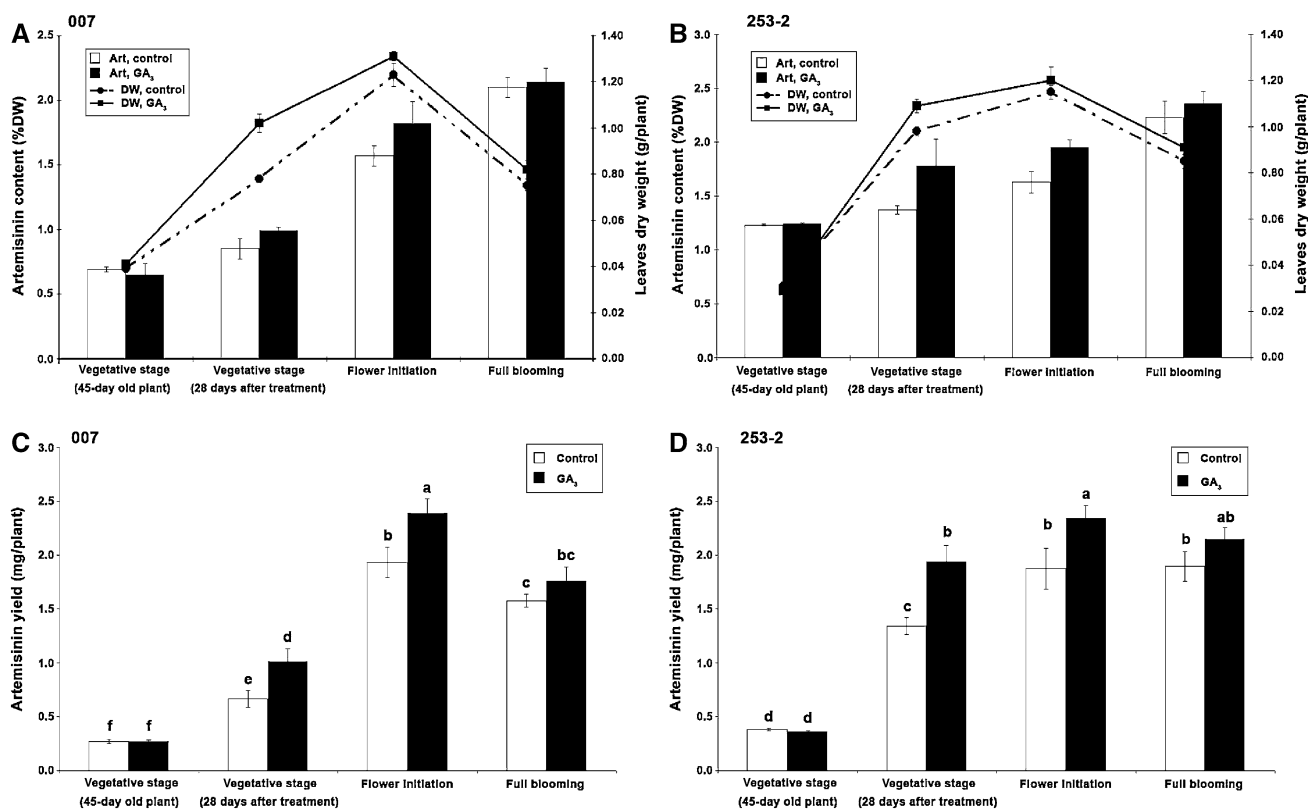 A
007
Art, control
Art, GA3
DW, control
DW, GA3
Artemisinin content (%DW)
2.5
2.0
1.5
1.0
0.5
0.0
Leaves dry weight (g/plant)
1.40
1.20
1.00
0.80
0.06
0.04
0.02
0.00
Vegetative stage
(45-day old plant)
Vegetative stage
(28 days after treatment)
Flower initiation
Full blooming
B
253-2
Art, control
Art, GA3
DW, control
DW, GA3
Artemisinin content (%DW)
3.0
2.5
2.0
1.5
1.0
0.5
0.0
Leaves dry weight (g/plant)
1.40
1.20
1.00
0.80
0.06
0.04
0.02
0.00
Vegetative stage
(45-day old plant)
Vegetative stage
(28 days after treatment)
Flower initiation
Full blooming
C
007
Control
GA3
Artemisinin yield (mg/plant)
3.0
2.5
2.0
1.5
1.0
0.5
0.0
f f
e d
b a
c bc
Vegetative stage
(45-day old plant)
Vegetative stage
(28 days after treatment)
Flower initiation
Full blooming
D
253-2
Control
GA3
Artemisinin yield (mg/plant)
3.0
2.5
2.0
1.5
1.0
0.5
0.0
d d
c b
b a
b ab
Vegetative stage
(45-day old plant)
Vegetative stage
(28 days after treatment)
Flower initiation
Full blooming